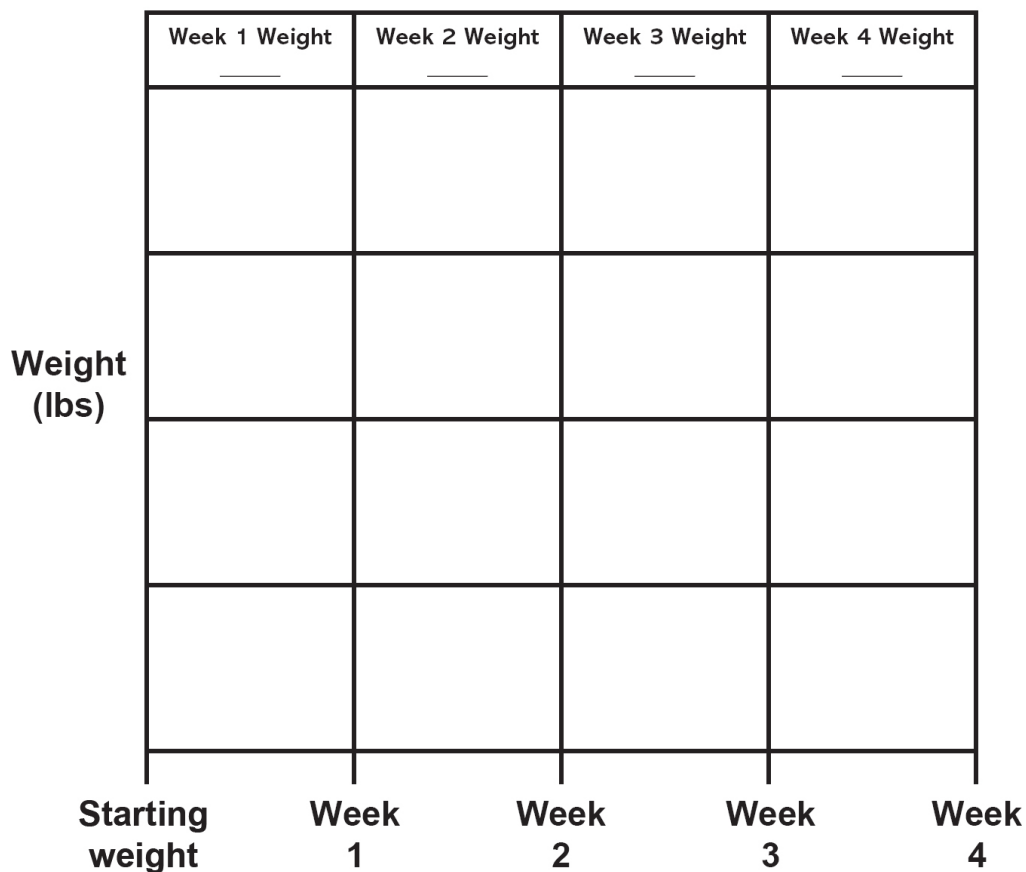 Week 1 Weight
Week 2 Weight
Week 3 Weight
Week 4 Weight
Weight
(lbs)
Starting
weight
Week
1
Week
2
Week
3
Week
4